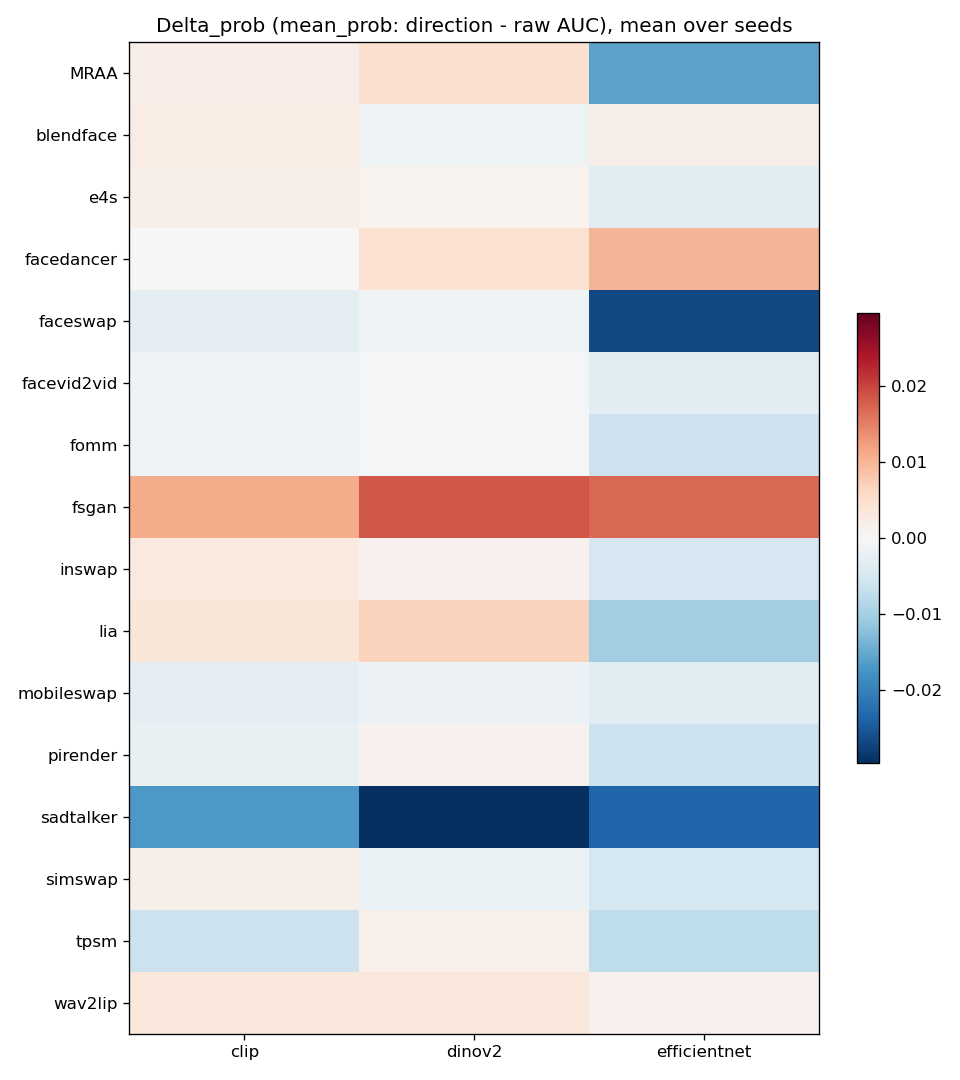 Delta_prob (mean_prob: direction - raw AUC), mean over seeds
MRAA
blendface
e4s
facedancer
faceswap
facevid2vid
fomm
fsgan
inswap
lia
mobileswap
pirender
sadtalker
simswap
tpsm
wav2lip
clip dinov2 efficientnet
0.02
0.01
0.00
−0.01
−0.02